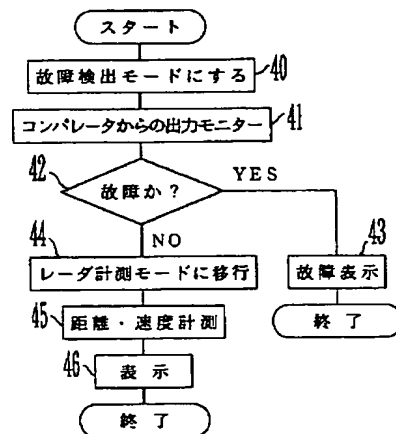 スタート
故障検出モードにする 40
コンパレータからの出力モニター 41
42
故障か? YES
NO
44 43
レーダ計測モードに移行 故障表示
45 距離・速度計測 終了
46 表示
終了